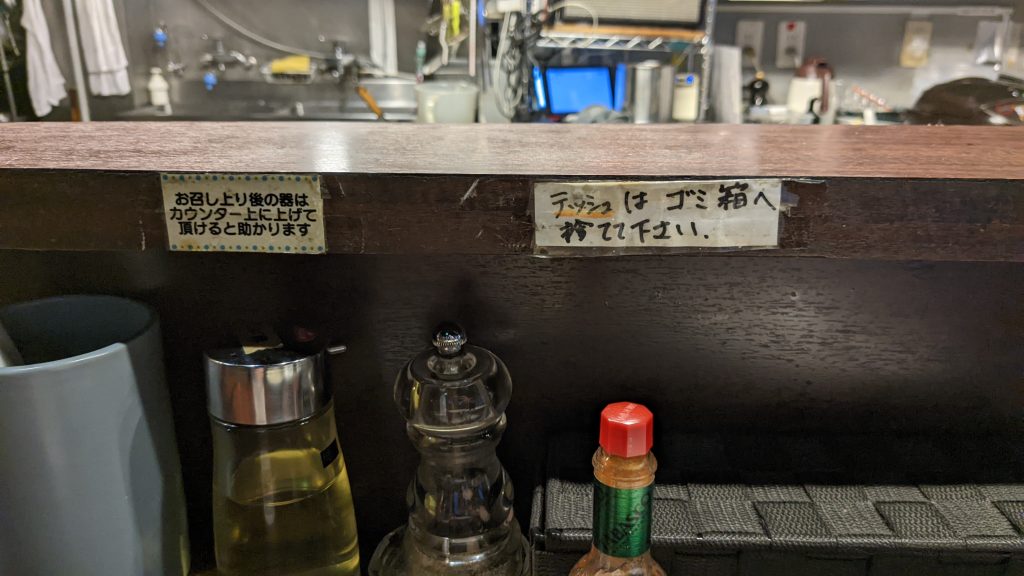 お召し上り後の器は
カウンター上に上げて
頂けると助かります
ティッシュは ゴミ箱へ
捨てて下さい.